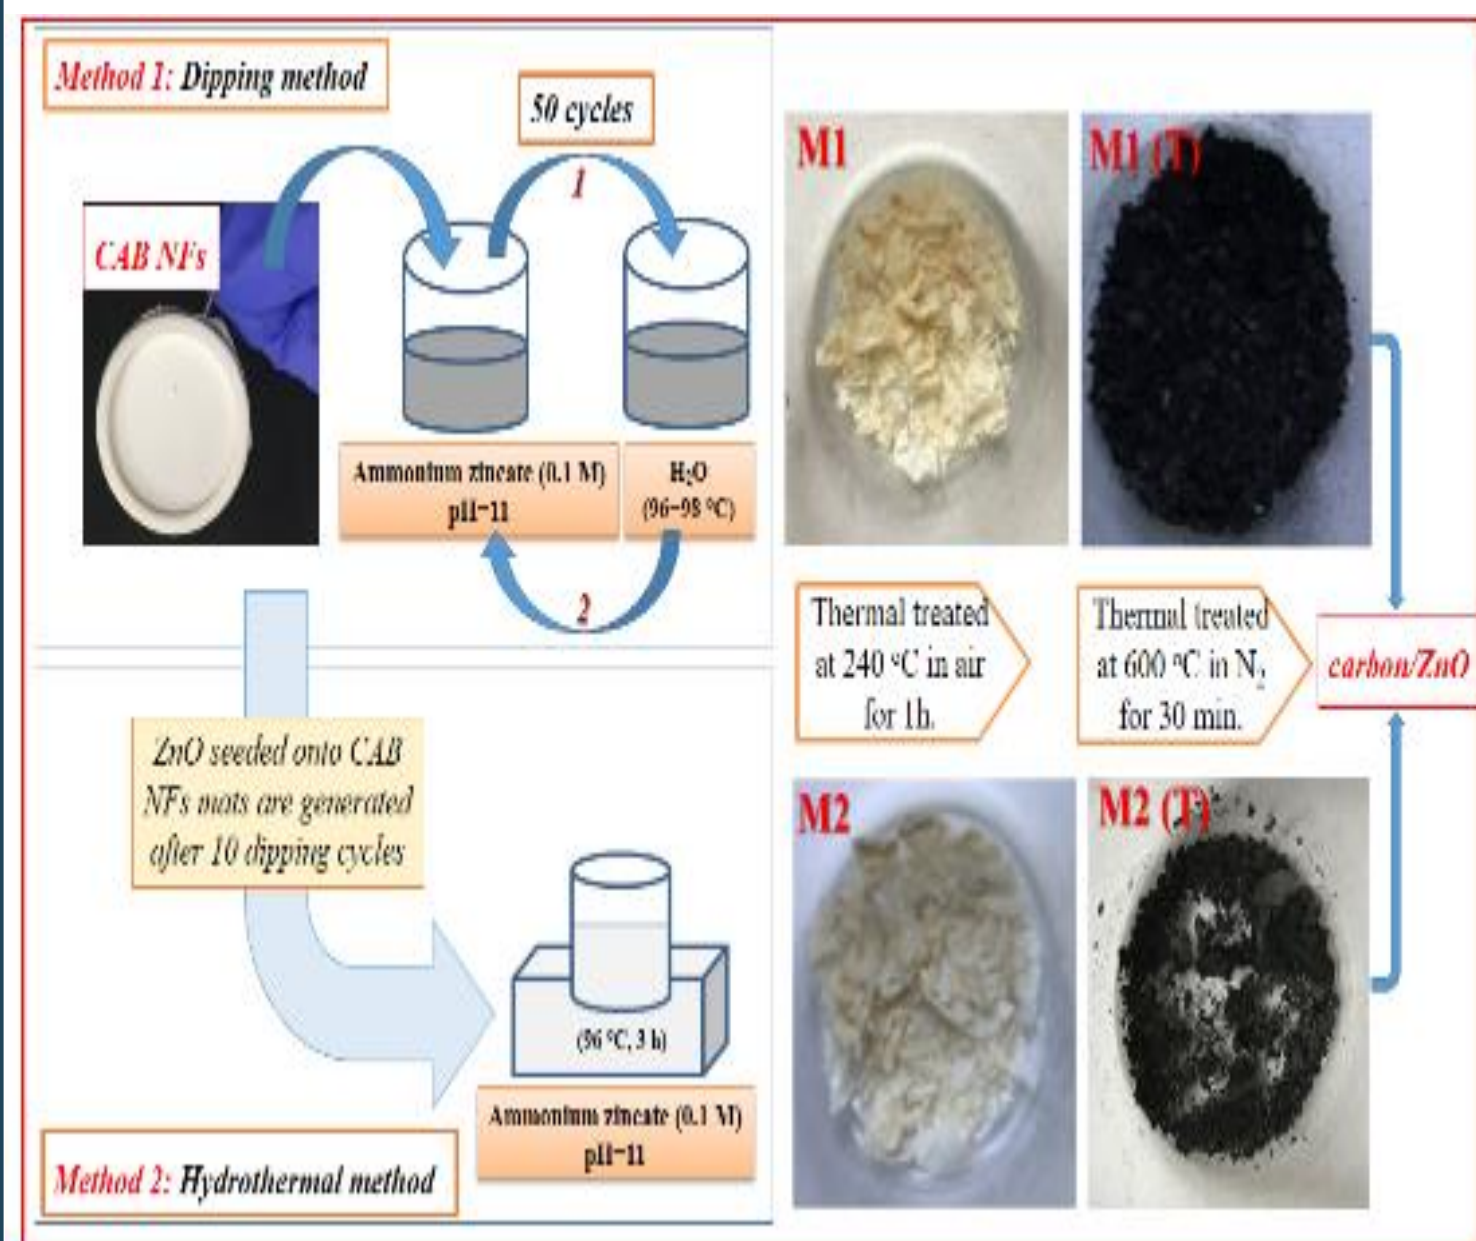 Method 1: Dipping method
50 cycles
1
CAB NFs
Ammonium zincate (0.1 M)
pH=11
H₂O
(96–98 °C)
2
ZnO seeded onto CAB
NFs mats are generated
after 10 dipping cycles
(96 °C, 3 h)
Ammonium zincate (0.1 M)
pH=11
Method 2: Hydrothermal method
M1
M1 (T)
Thermal treated
at 240 °C in air
for 1h.
Thermal treated
at 600 °C in N₂
for 30 min.
carbon/ZnO
M2
M2 (T)